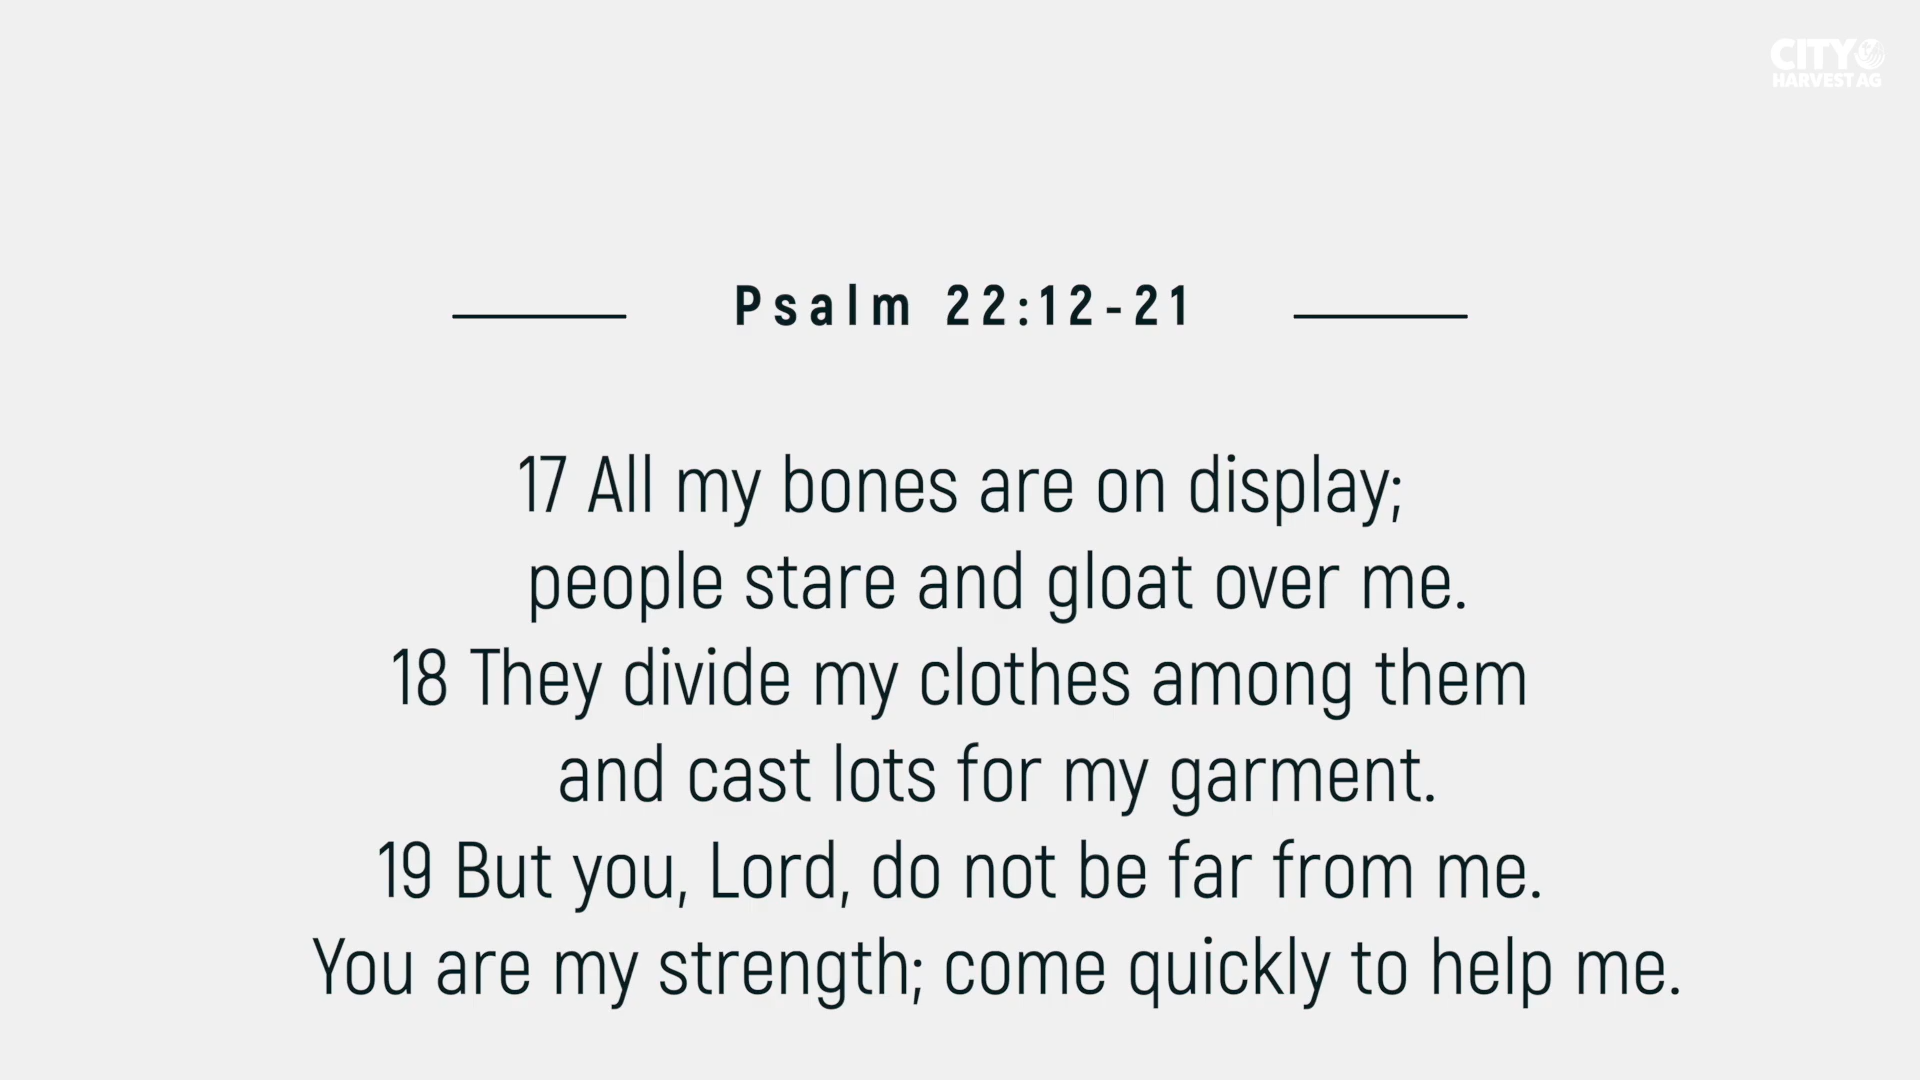 CITY
HARVEST AG
Psalm 22:12-21
17 All my bones are on display;
people stare and gloat over me.
18 They divide my clothes among them
and cast lots for my garment.
19 But you, Lord, do not be far from me.
You are my strength; come quickly to help me.